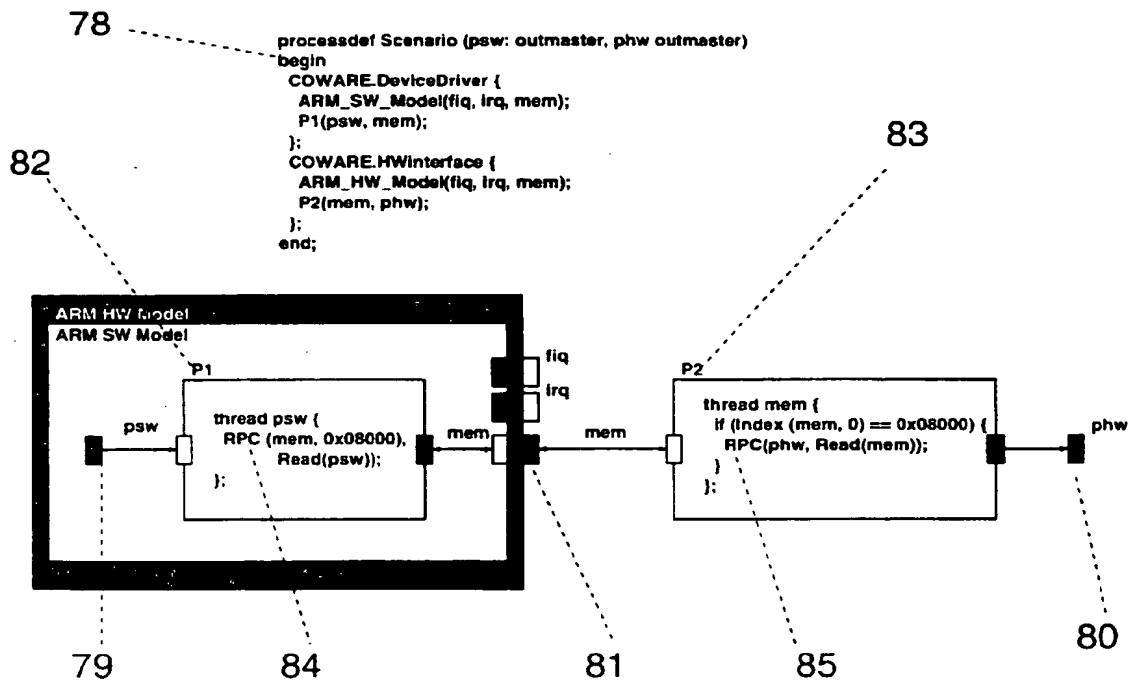 78
processdef Scenario (psw: outmaster, phw outmaster)
begin
COWARE.DeviceDriver {
ARM_SW_Model(fiq, irq, mem);
P1(psw, mem);
};
COWARE.HWinterface {
ARM_HW_Model(fiq, irq, mem);
P2(mem, phw);
};
end;
82
83
ARM HW Model
ARM SW Model
P1
thread psw {
RPC (mem, 0x08000),
Read(psw));
};
psw
mem
fiq
irq
mem
P2
thread mem {
if (Index (mem, 0) == 0x08000) {
RPC(phw, Read(mem));
}
};
phw
79
84
81
85
80